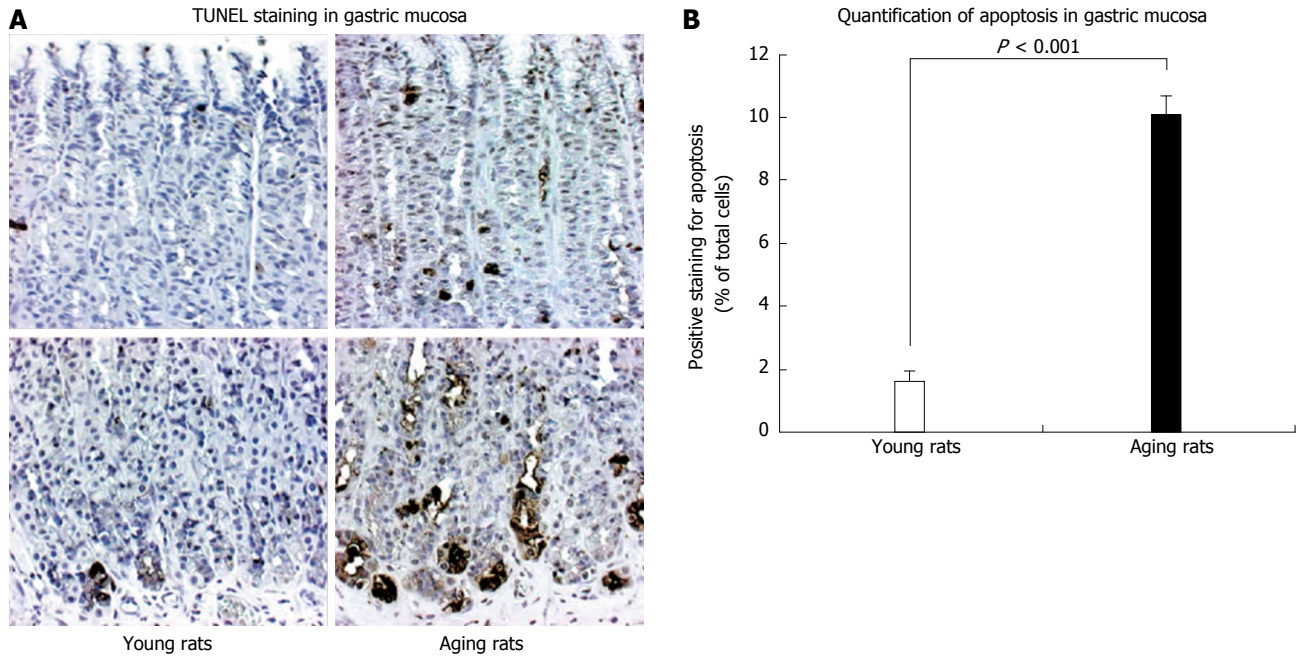 A
TUNEL staining in gastric mucosa
Young rats
Aging rats
B
Quantification of apoptosis in gastric mucosa
P < 0.001
12
10
8
6
4
2
0
Positive staining for apoptosis
(% of total cells)
Young rats
Aging rats